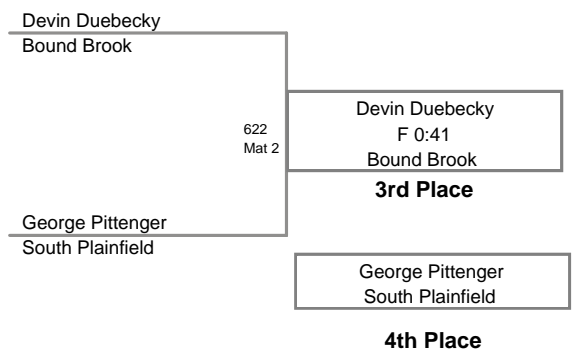 Devin Duebecky
Bound Brook
622
Mat 2
Devin Duebecky
F 0:41
Bound Brook
3rd Place
George Pittenger
South Plainfield
George Pittenger
South Plainfield
4th Place